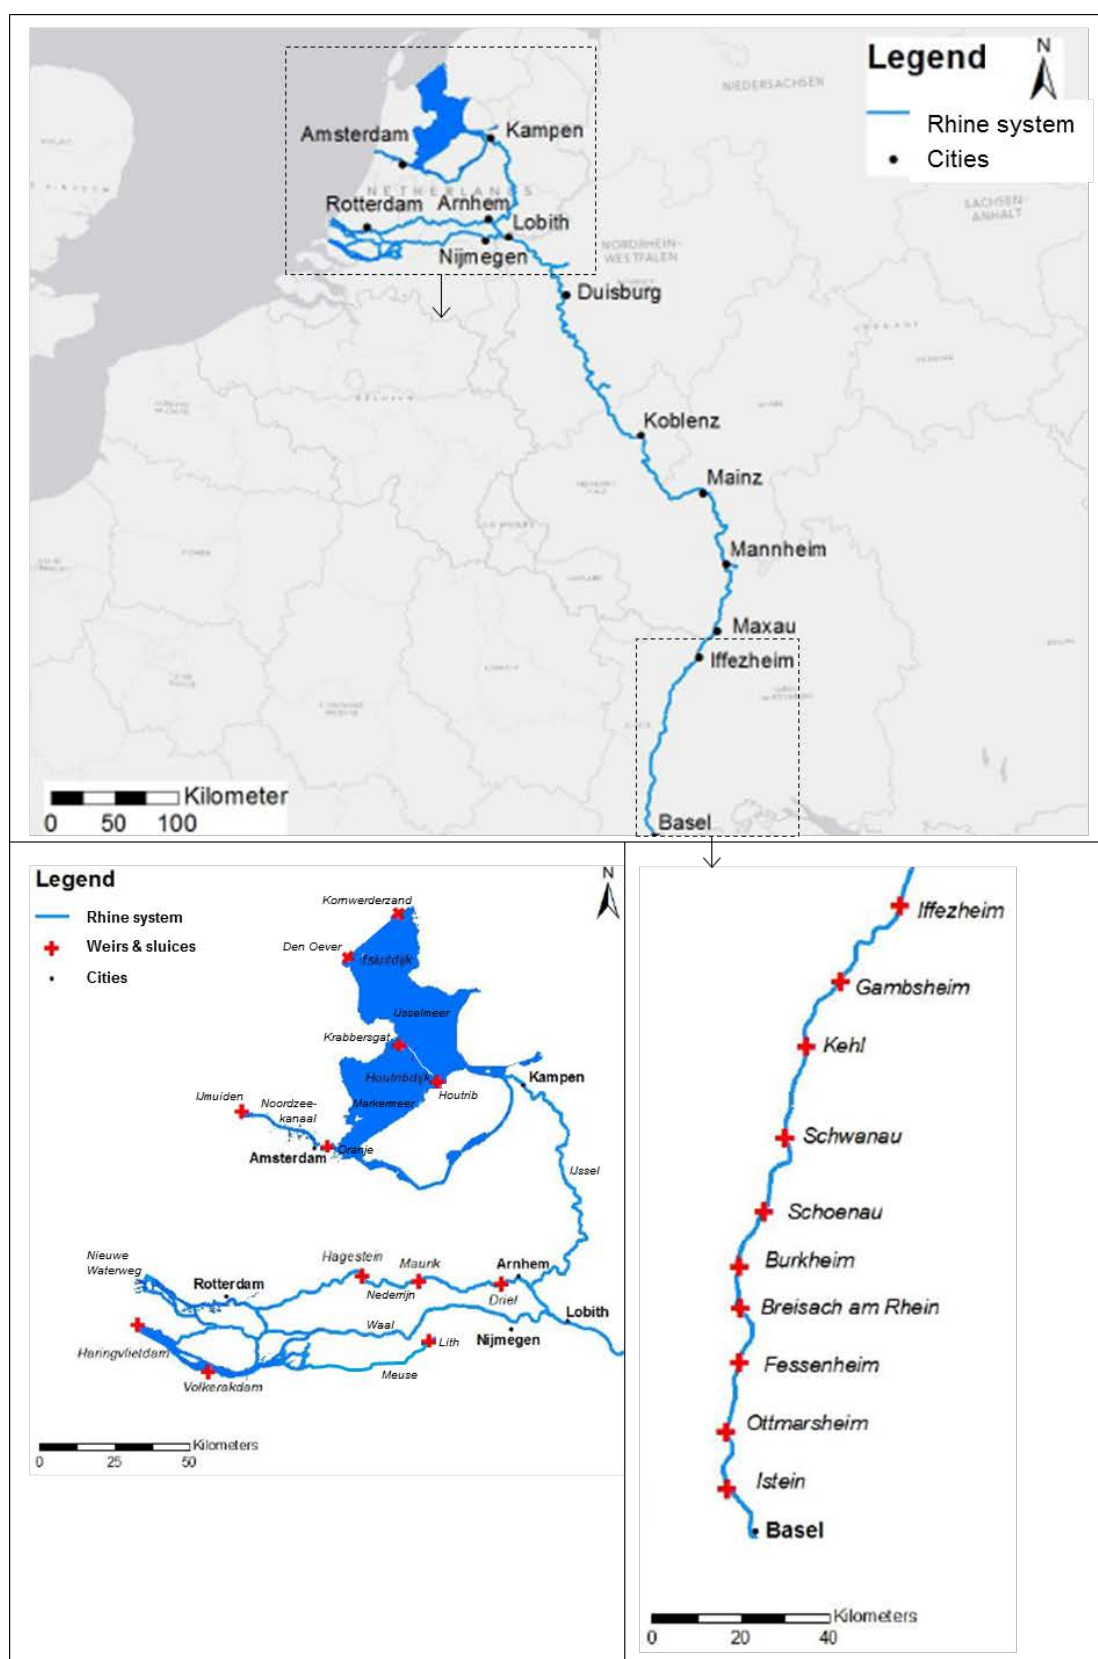 Legend
N
Rhine system
Cities
NIEDERSACHSEN
SACHSEN-
ANHALT
Amsterdam
Kampen
NETHERLANDS
Rotterdam
Arnhem
Lobith
Nijmegen
NORDRHEIN-
WESTFALEN
Duisburg
Koblenz
Mainz
Mannheim
Maxau
Iffezheim
Basel
Kilometer
0 50 100
Legend
N
Rhine system
Weirs & sluices
Cities
Kornwerderzand
Den Oever
IJsselmeer
Krabbersgat
Houtribdijk
Houtrib
Kampen
IJmuiden
Noordzee-
kanaal
Markermeer
Amsterdam
Oranje
IJssel
Nieuwe
Waterweg
Rotterdam
Hagestein
Maurik
Arnhem
Nederrijn
Driel
Lobith
Waal
Nijmegen
Lith
Haringvlietdam
Meuse
Volkerakdam
Kilometers
0 25 50
Iffezheim
Gambsheim
Kehl
Schwanau
Schoenau
Burkheim
Breisach am Rhein
Fessenheim
Ottmarsheim
Istein
Basel
Kilometers
0 20 40